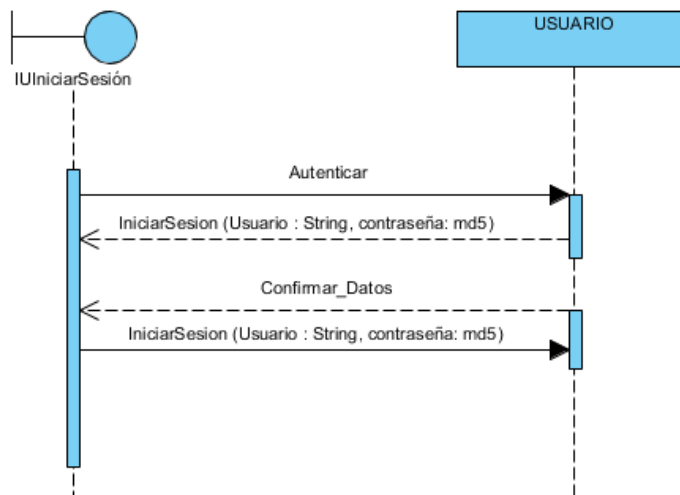 USUARIO
IUIniciarSesión
Autenticar
IniciarSesion (Usuario : String, contraseña: md5)
Confirmar_Datos
IniciarSesion (Usuario : String, contraseña: md5)